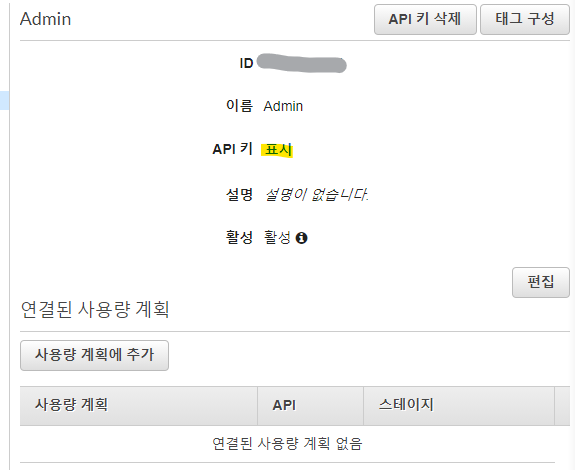 Admin API 키 삭제 태그 구성
ID
이름 Admin
API 키 표시
설명 설명이 없습니다.
활성 활성
편집
연결된 사용량 계획
사용량 계획에 추가
사용량 계획 API 스테이지
연결된 사용량 계획 없음